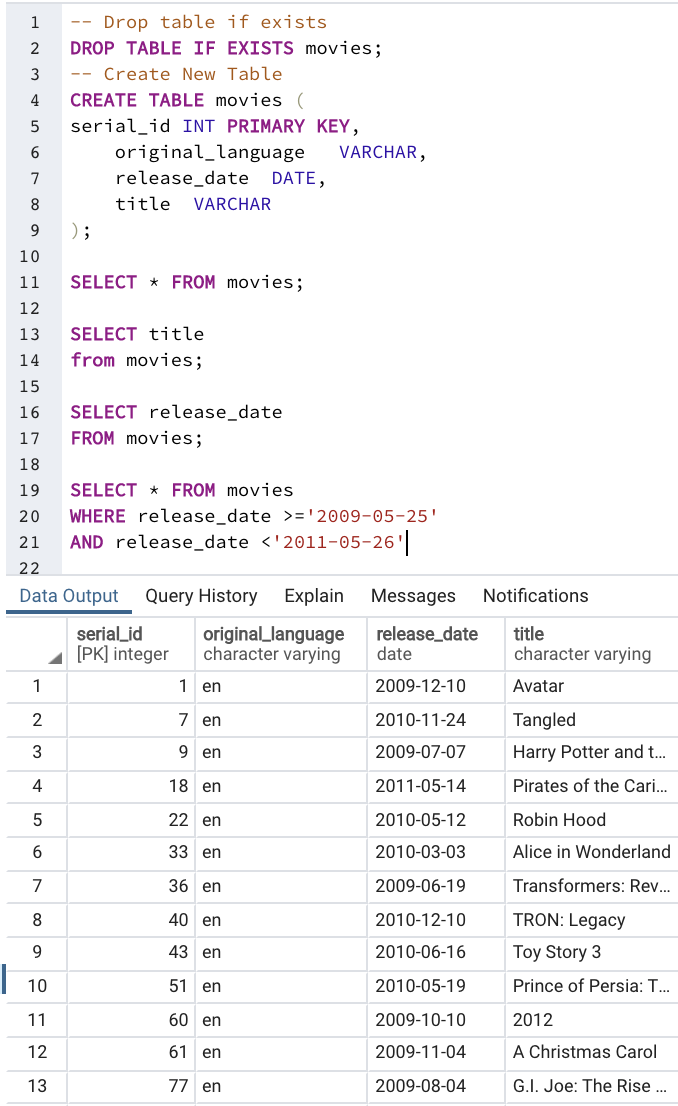 1 -- Drop table if exists
2 DROP TABLE IF EXISTS movies;
3 -- Create New Table
4 CREATE TABLE movies (
5 serial_id INT PRIMARY KEY,
6 original_language VARCHAR,
7 release_date DATE,
8 title VARCHAR
9 );
10
11 SELECT * FROM movies;
12
13 SELECT title
14 from movies;
15
16 SELECT release_date
17 FROM movies;
18
19 SELECT * FROM movies
20 WHERE release_date >='2009-05-25'
21 AND release_date <'2011-05-26'
22
Data Output Query History Explain Messages Notifications
serial_id original_language release_date title
[PK] integer character varying date character varying
1 1 en 2009-12-10 Avatar
2 7 en 2010-11-24 Tangled
3 9 en 2009-07-07 Harry Potter and t...
4 18 en 2011-05-14 Pirates of the Cari...
5 22 en 2010-05-12 Robin Hood
6 33 en 2010-03-03 Alice in Wonderland
7 36 en 2009-06-19 Transformers: Rev...
8 40 en 2010-12-10 TRON: Legacy
9 43 en 2010-06-16 Toy Story 3
10 51 en 2010-05-19 Prince of Persia: T...
11 60 en 2009-10-10 2012
12 61 en 2009-11-04 A Christmas Carol
13 77 en 2009-08-04 G.I. Joe: The Rise ...